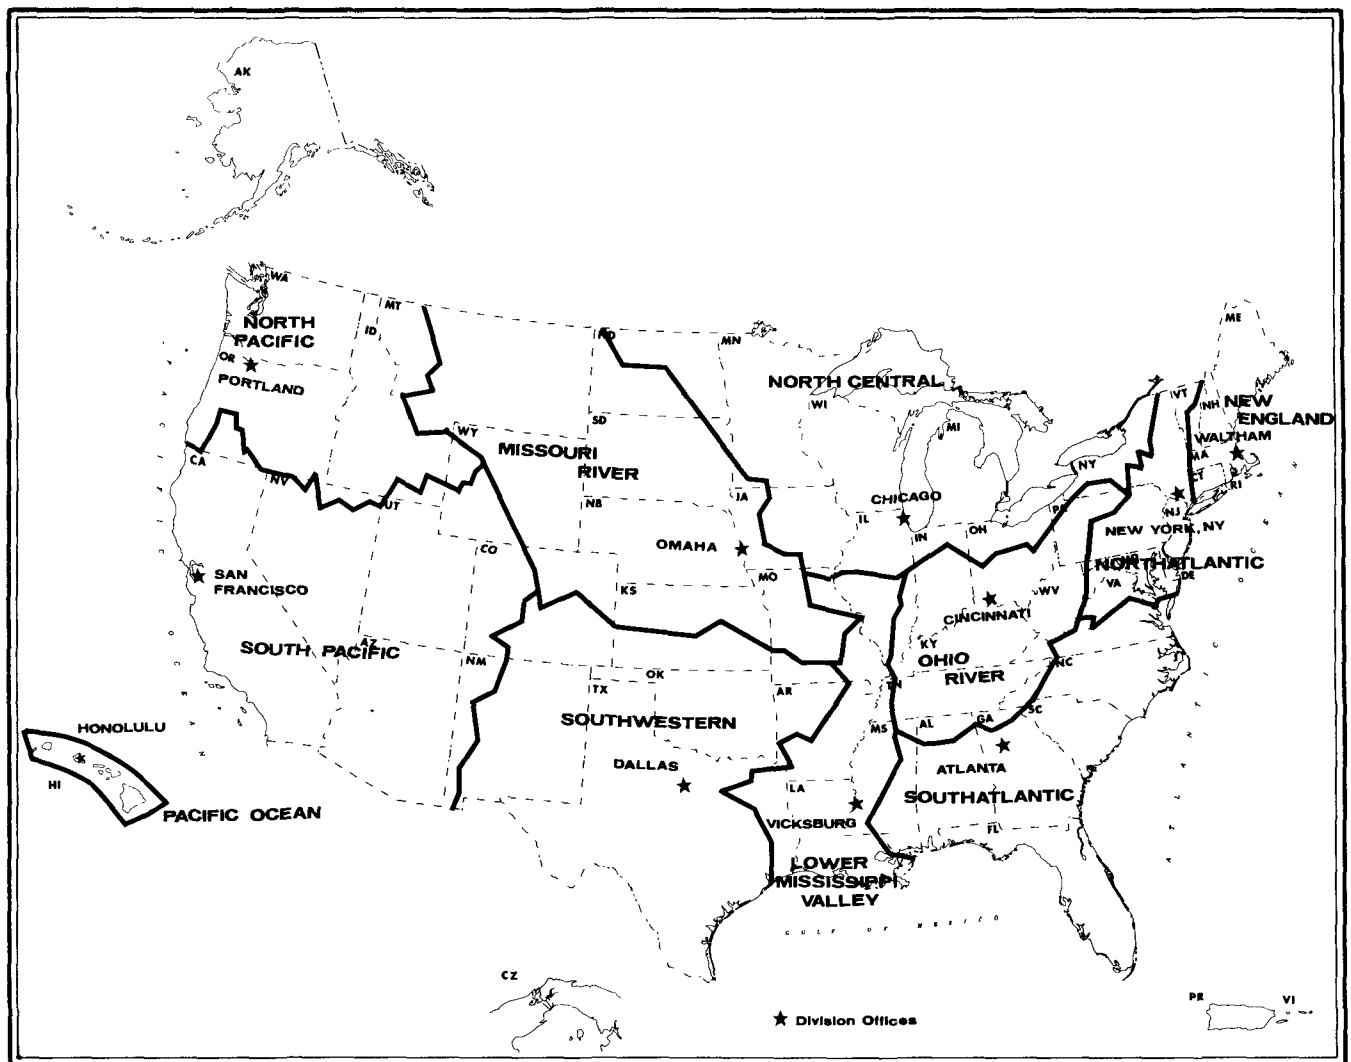 AK
WA
MT
ID
ND
MN
ME
NORTH
PACIFIC
OR
PORTLAND
NORTH CENTRAL
WI
MI
VT
NH
NEW
ENGLAND
WALTHAM
MA
CT
RI
SD
WY
MISSOURI
RIVER
CA
NV
UT
NB
IA
CHICAGO
IL
IN
OH
NY
PA
NJ
NEW YORK, NY
NORTHATLANTIC
DE
VA
CO
OMAHA
MO
KS
WV
CINCINNATI
SAN
FRANCISCO
SOUTH PACIFIC
AZ
NM
KY
OHIO
RIVER
NC
OK
TX
AR
TN
SOUTHWESTERN
MS
AL
GA
SC
DALLAS
ATLANTA
LA
SOUTHATLANTIC
VICKSBURG
FL
LOWER
MISSISSIPPI
VALLEY
HONOLULU
HI
PACIFIC OCEAN
GULF OF MEXICO
CZ
PR
VI
Division Offices